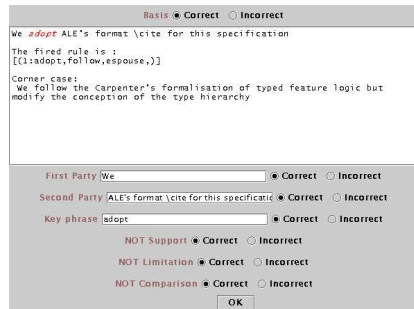 Basis Correct Incorrect
We adopt ALE's format \cite for this specification
The fired rule is :
[(1:adopt,follow,espouse,)]
Corner case:
We follow the Carpenter's formalisation of typed feature logic but
modify the conception of the type hierarchy
First Party We Correct Incorrect
Second Party ALE's format \cite for this specificatic Correct Incorrect
Key phrase adopt Correct Incorrect
NOT Support Correct Incorrect
NOT Limitation Correct Incorrect
NOT Comparison Correct Incorrect
OK